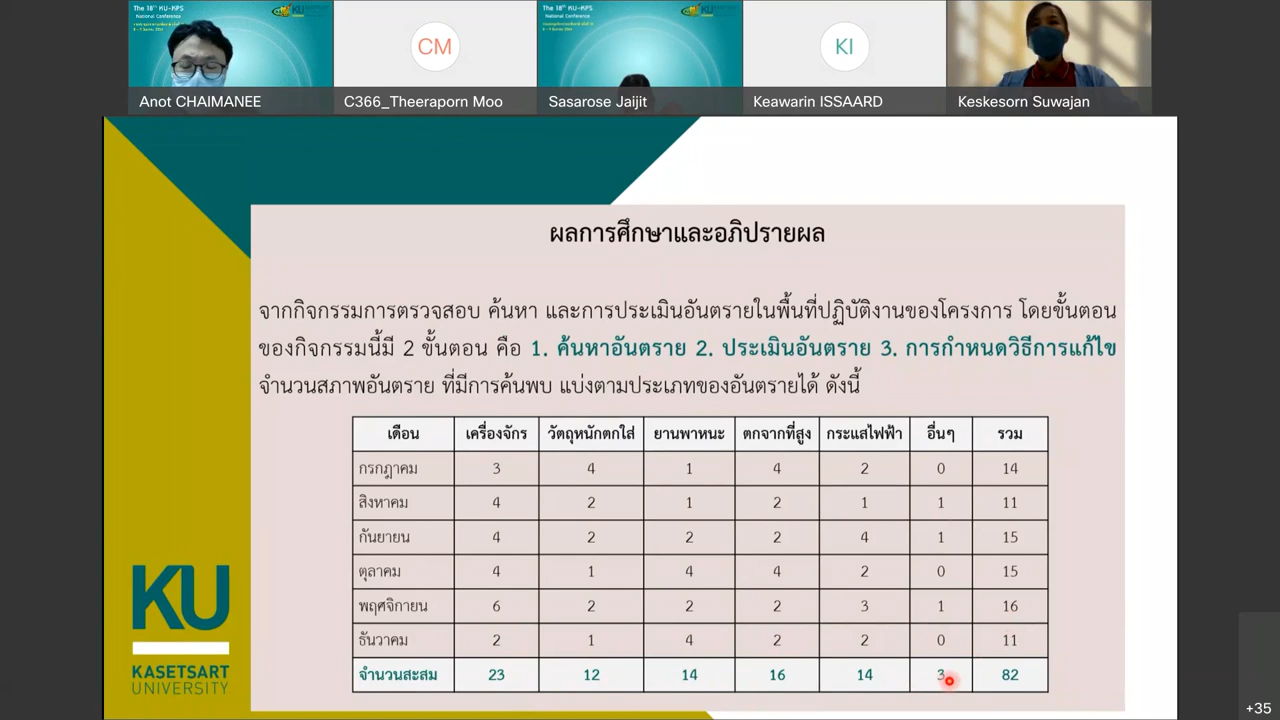 The 18th KU-KPS
National Conference
KU
The 18th KU-KPS
National Conference
KU
CM
KI
Anot CHAIMANEE
C366_Theeraporn Moo
Sasarose Jaijit
Keawarin ISSAARD
Keskesorn Suwajan
ผลการศึกษาและอภิปรายผล
จากกิจกรรมการตรวจสอบ ค้นหา และการประเมินอันตรายในพื้นที่ปฏิบัติงานของโครงการ โดยขั้นตอน
ของกิจกรรมนี้มี 2 ขั้นตอน คือ 1. ค้นหาอันตราย 2. ประเมินอันตราย 3. การกำหนดวิธีการแก้ไข
จำนวนสภาพอันตราย ที่มีการค้นพบ แบ่งตามประเภทของอันตรายได้ ดังนี้
เดือน เครื่องจักร วัตถุหนักตกใส่ ยานพาหนะ ตกจากที่สูง กระแสไฟฟ้า อื่นๆ รวม
กรกฎาคม 3 4 1 4 2 0 14
สิงหาคม 4 2 1 2 1 1 11
กันยายน 4 2 2 2 4 1 15
ตุลาคม 4 1 4 4 2 0 15
พฤศจิกายน 6 2 2 2 3 1 16
ธันวาคม 2 1 4 2 2 0 11
จำนวนสะสม 23 12 14 16 14 3 82
KU
KASETSART
UNIVERSITY
+35